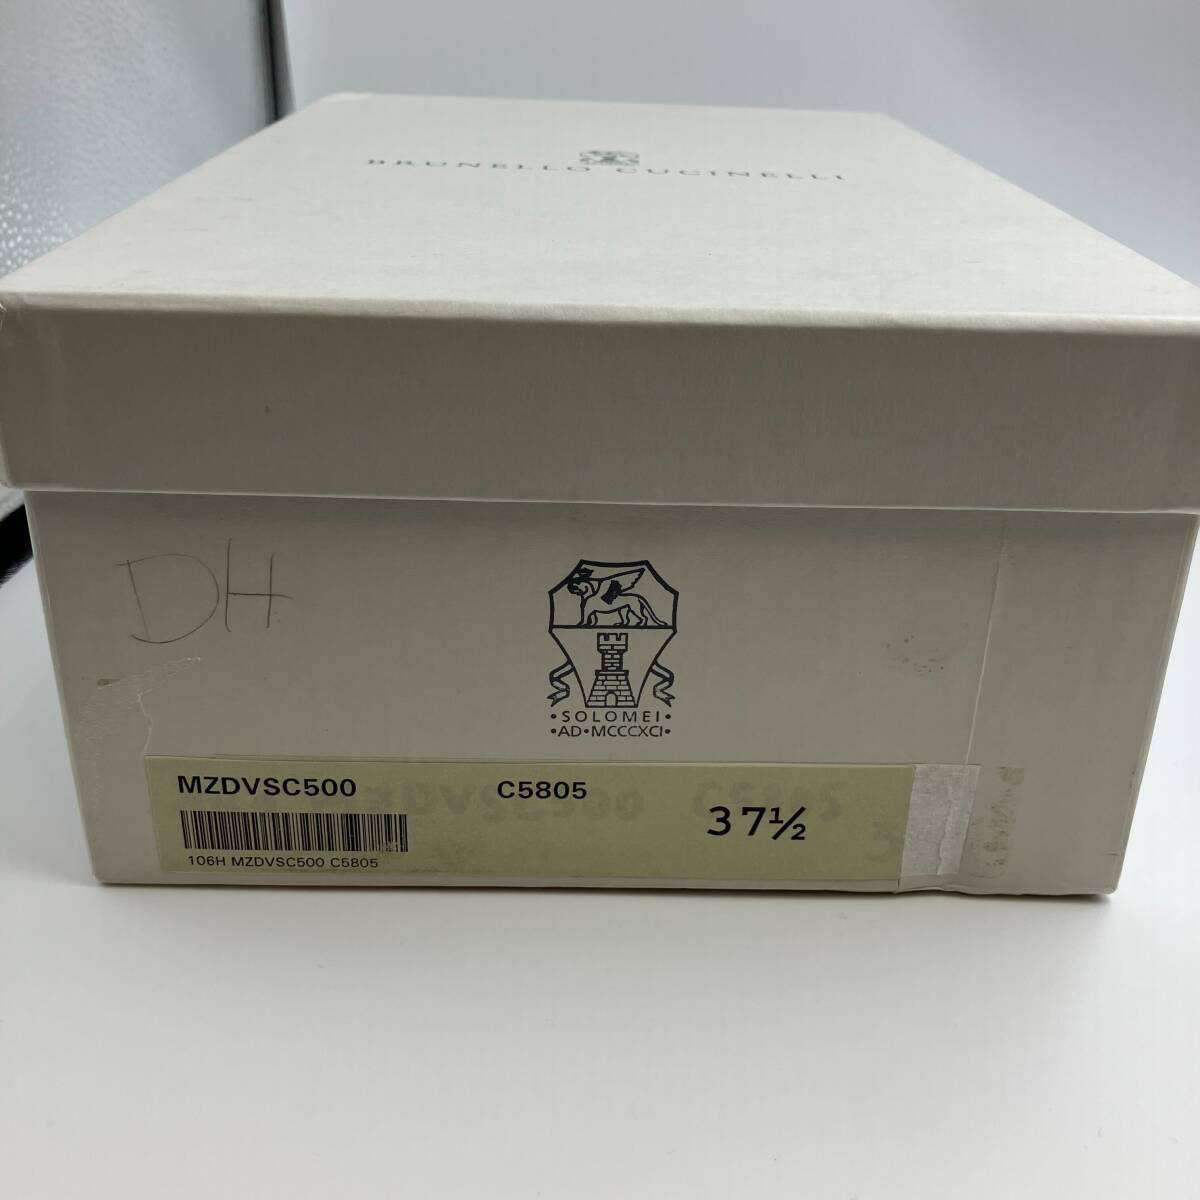 BRUNELLO CUCINELLI
DH
•SOLOMEI•
•AD•MCCCXCI•
MZDVSC500 C5805
37½
106H MZDVSC500 C5805